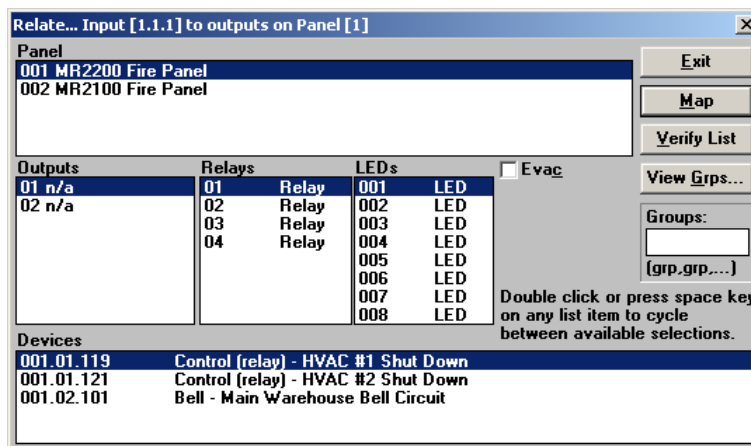 Relate... Input [1.1.1] to outputs on Panel [1]
Panel
001 MR2200 Fire Panel
002 MR2100 Fire Panel
Exit
Map
Verify List
View Grps...
Outputs
01 n/a
02 n/a
Relays
01 Relay
02 Relay
03 Relay
04 Relay
LEDs
001 LED
002 LED
003 LED
004 LED
005 LED
006 LED
007 LED
008 LED
Evac
Groups:
(grp,grp,...)
Double click or press space key
on any list item to cycle
between available selections.
Devices
001.01.119 Control (relay) - HVAC #1 Shut Down
001.01.121 Control (relay) - HVAC #2 Shut Down
001.02.101 Bell - Main Warehouse Bell Circuit